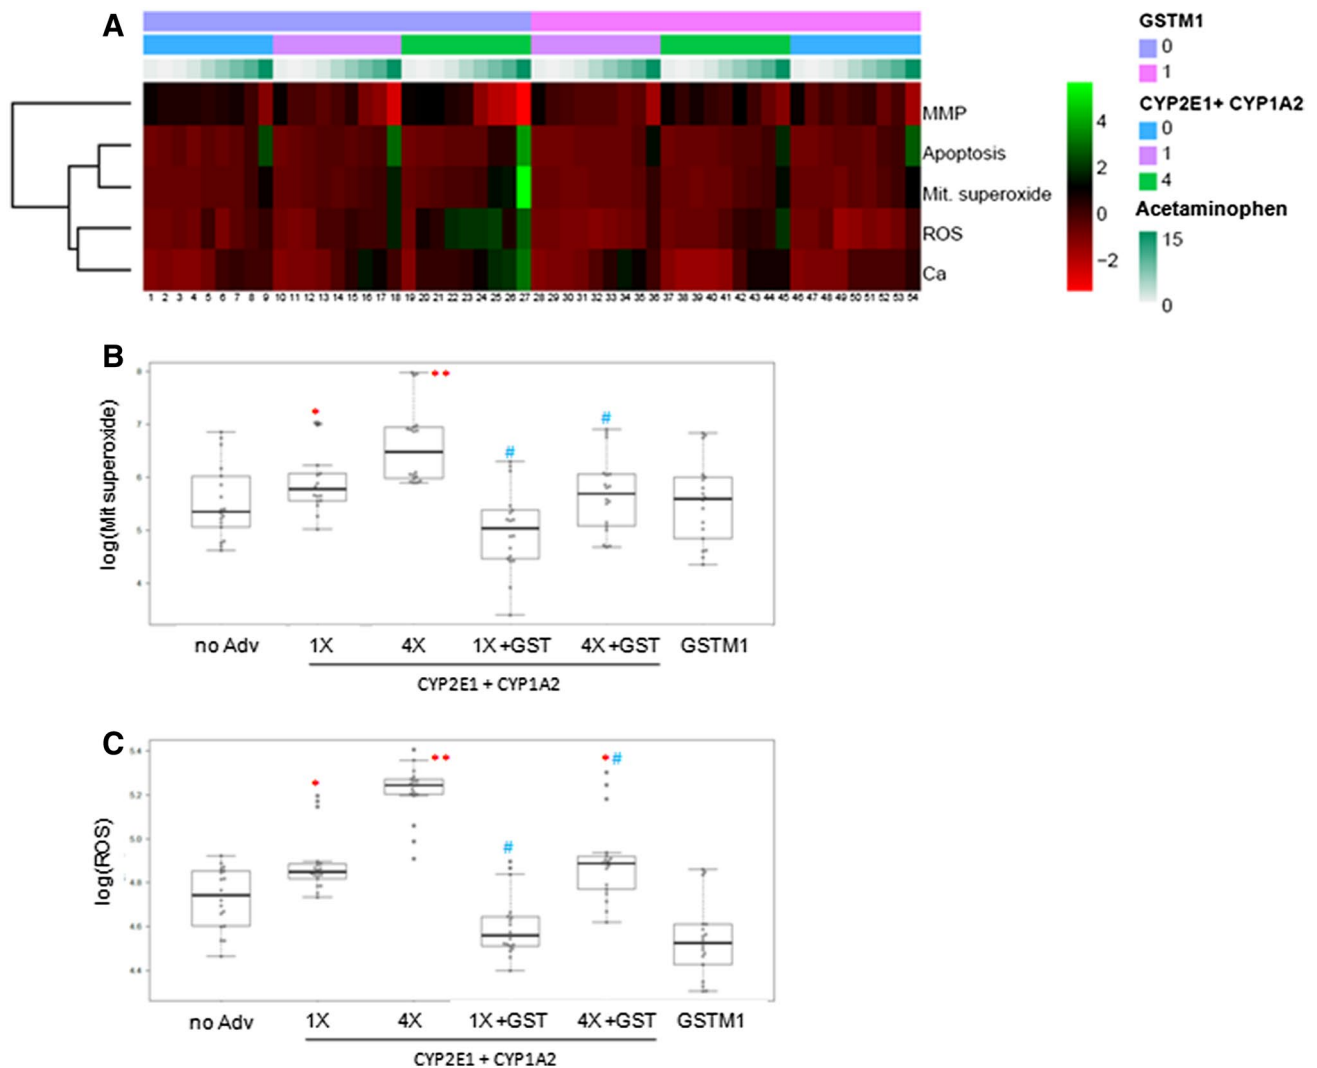 A
GSTM1
0
1
CYP2E1+ CYP1A2
0
1
4
Acetaminophen
15
0
4
2
0
−2
MMP
Apoptosis
Mit. superoxide
ROS
Ca
1 2 3 4 5 6 7 8 9 10 11 12 13 14 15 16 17 18 19 20 21 22 23 24 25 26 27 28 29 30 31 32 33 34 35 36 37 38 39 40 41 42 43 44 45 46 47 48 49 50 51 52 53 54
B
log(Mit superoxide)
8
7
6
5
4
**
*
#
#
no Adv 1X 4X 1X +GST 4X +GST GSTM1
CYP2E1 + CYP1A2
C
log(ROS)
5.4
5.2
5.0
4.8
4.6
4.4
**
*#
*
#
no Adv 1X 4X 1X +GST 4X +GST GSTM1
CYP2E1 + CYP1A2